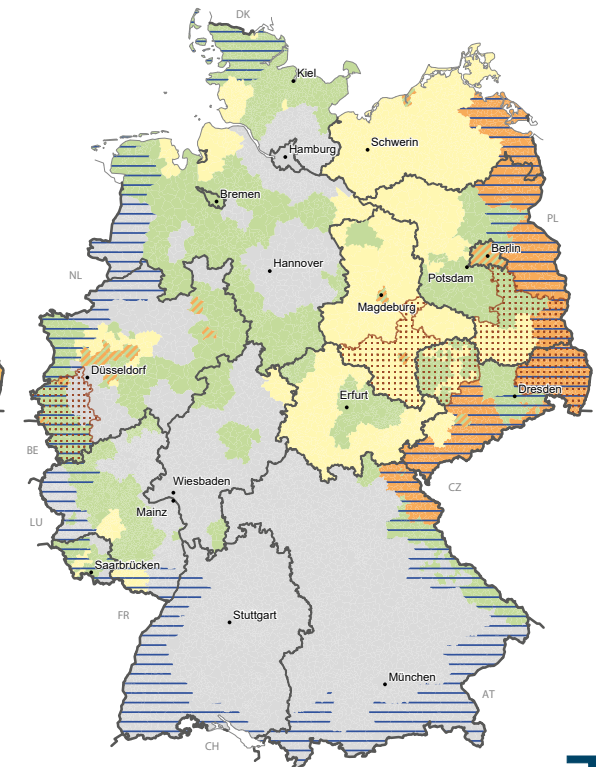 DK
Kiel
Hamburg
Schwerin
Bremen
PL
Berlin
NL
Hannover
Potsdam
Magdeburg
Düsseldorf
Dresden
Erfurt
BE
Wiesbaden
CZ
Mainz
LU
Saarbrücken
FR
Stuttgart
München
AT
CH